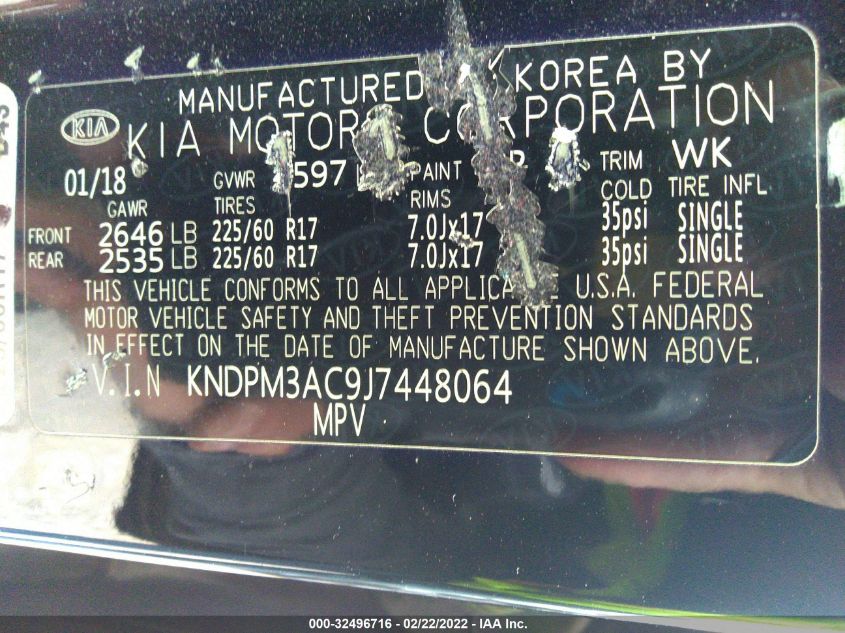 MANUFACTURED KOREA BY
KIA KIA MOTORS CORPORATION
01/18 GVWR 597 PAINT TRIM WK
GAWR TIRES RIMS COLD TIRE INFL
FRONT 2646 LB 225/60 R17 7.0Jx17 35psi SINGLE
REAR 2535 LB 225/60 R17 7.0Jx17 35psi SINGLE
THIS VEHICLE CONFORMS TO ALL U.S.A. FEDERAL
MOTOR VEHICLE SAFETY AND THEFT PREVENTION STANDARDS
IN EFFECT ON THE DATE OF MANUFACTURE SHOWN ABOVE.
V.I.N KNDPM3AC9J7448064
MPV
000-32496716 - 02/22/2022 - IAA Inc.